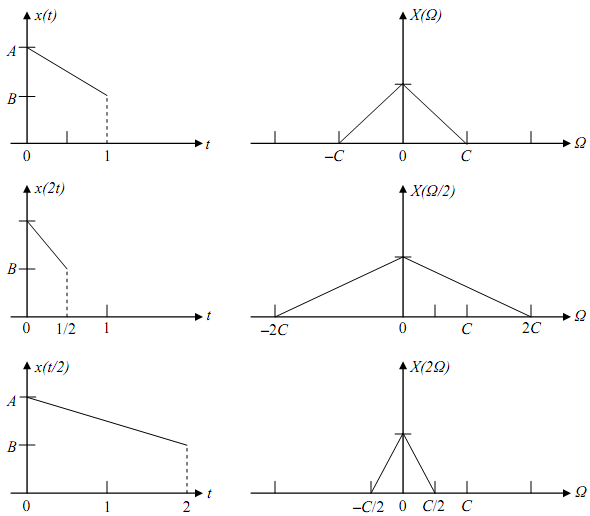 x(t)
A
B
0
1
t
X(Ω)
−C
0
C
Ω
x(2t)
B
0
1/2
1
t
X(Ω/2)
−2C
0
C
2C
Ω
x(t/2)
A
B
0
1
2
t
X(2Ω)
−C/2
0
C/2
C
Ω